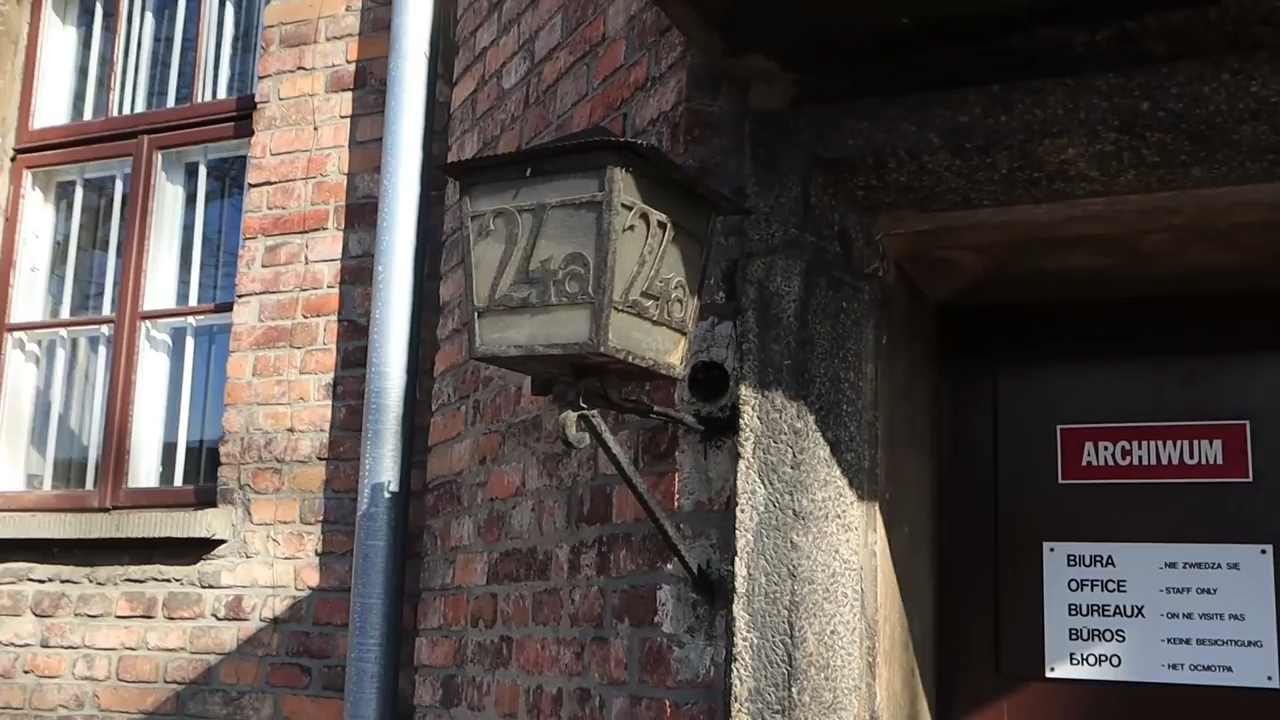 24a
24a
ARCHIWUM
BIURA - NIE ZWIEDZA SIĘ
OFFICE - STAFF ONLY
BUREAUX - ON NE VISITE PAS
BÜROS - KEINE BESICHTIGUNG
БЮРО - НЕТ ОСМОТРА